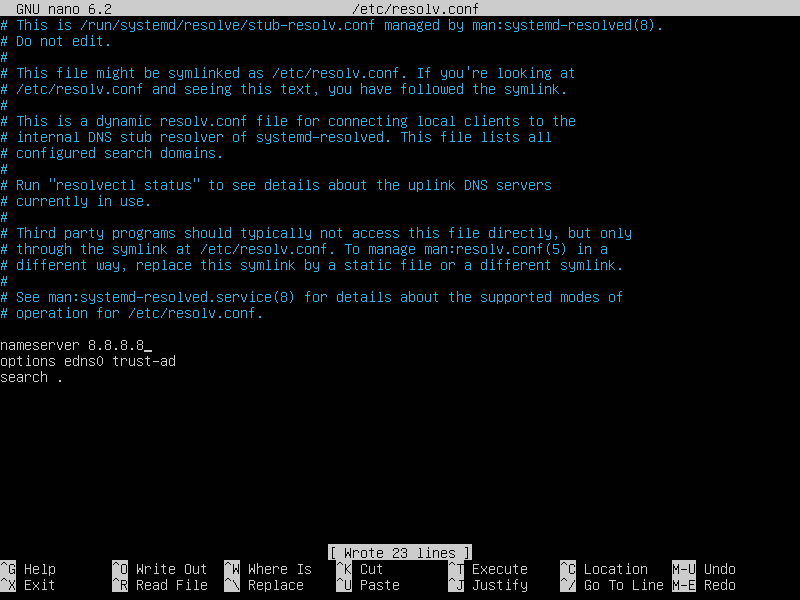 GNU nano 6.2 /etc/resolv.conf
# This is /run/systemd/resolve/stub-resolv.conf managed by man:systemd-resolved(8).
# Do not edit.
#
# This file might be symlinked as /etc/resolv.conf. If you're looking at
# /etc/resolv.conf and seeing this text, you have followed the symlink.
#
# This is a dynamic resolv.conf file for connecting local clients to the
# internal DNS stub resolver of systemd-resolved. This file lists all
# configured search domains.
#
# Run "resolvectl status" to see details about the uplink DNS servers
# currently in use.
#
# Third party programs should typically not access this file directly, but only
# through the symlink at /etc/resolv.conf. To manage man:resolv.conf(5) in a
# different way, replace this symlink by a static file or a different symlink.
#
# See man:systemd-resolved.service(8) for details about the supported modes of
# operation for /etc/resolv.conf.
nameserver 8.8.8.8
options edns0 trust-ad
search .
[ Wrote 23 lines ]
^G Help ^O Write Out ^W Where Is ^K Cut ^T Execute ^C Location M-U Undo
^X Exit ^R Read File ^\ Replace ^U Paste ^J Justify ^/ Go To Line M-E Redo